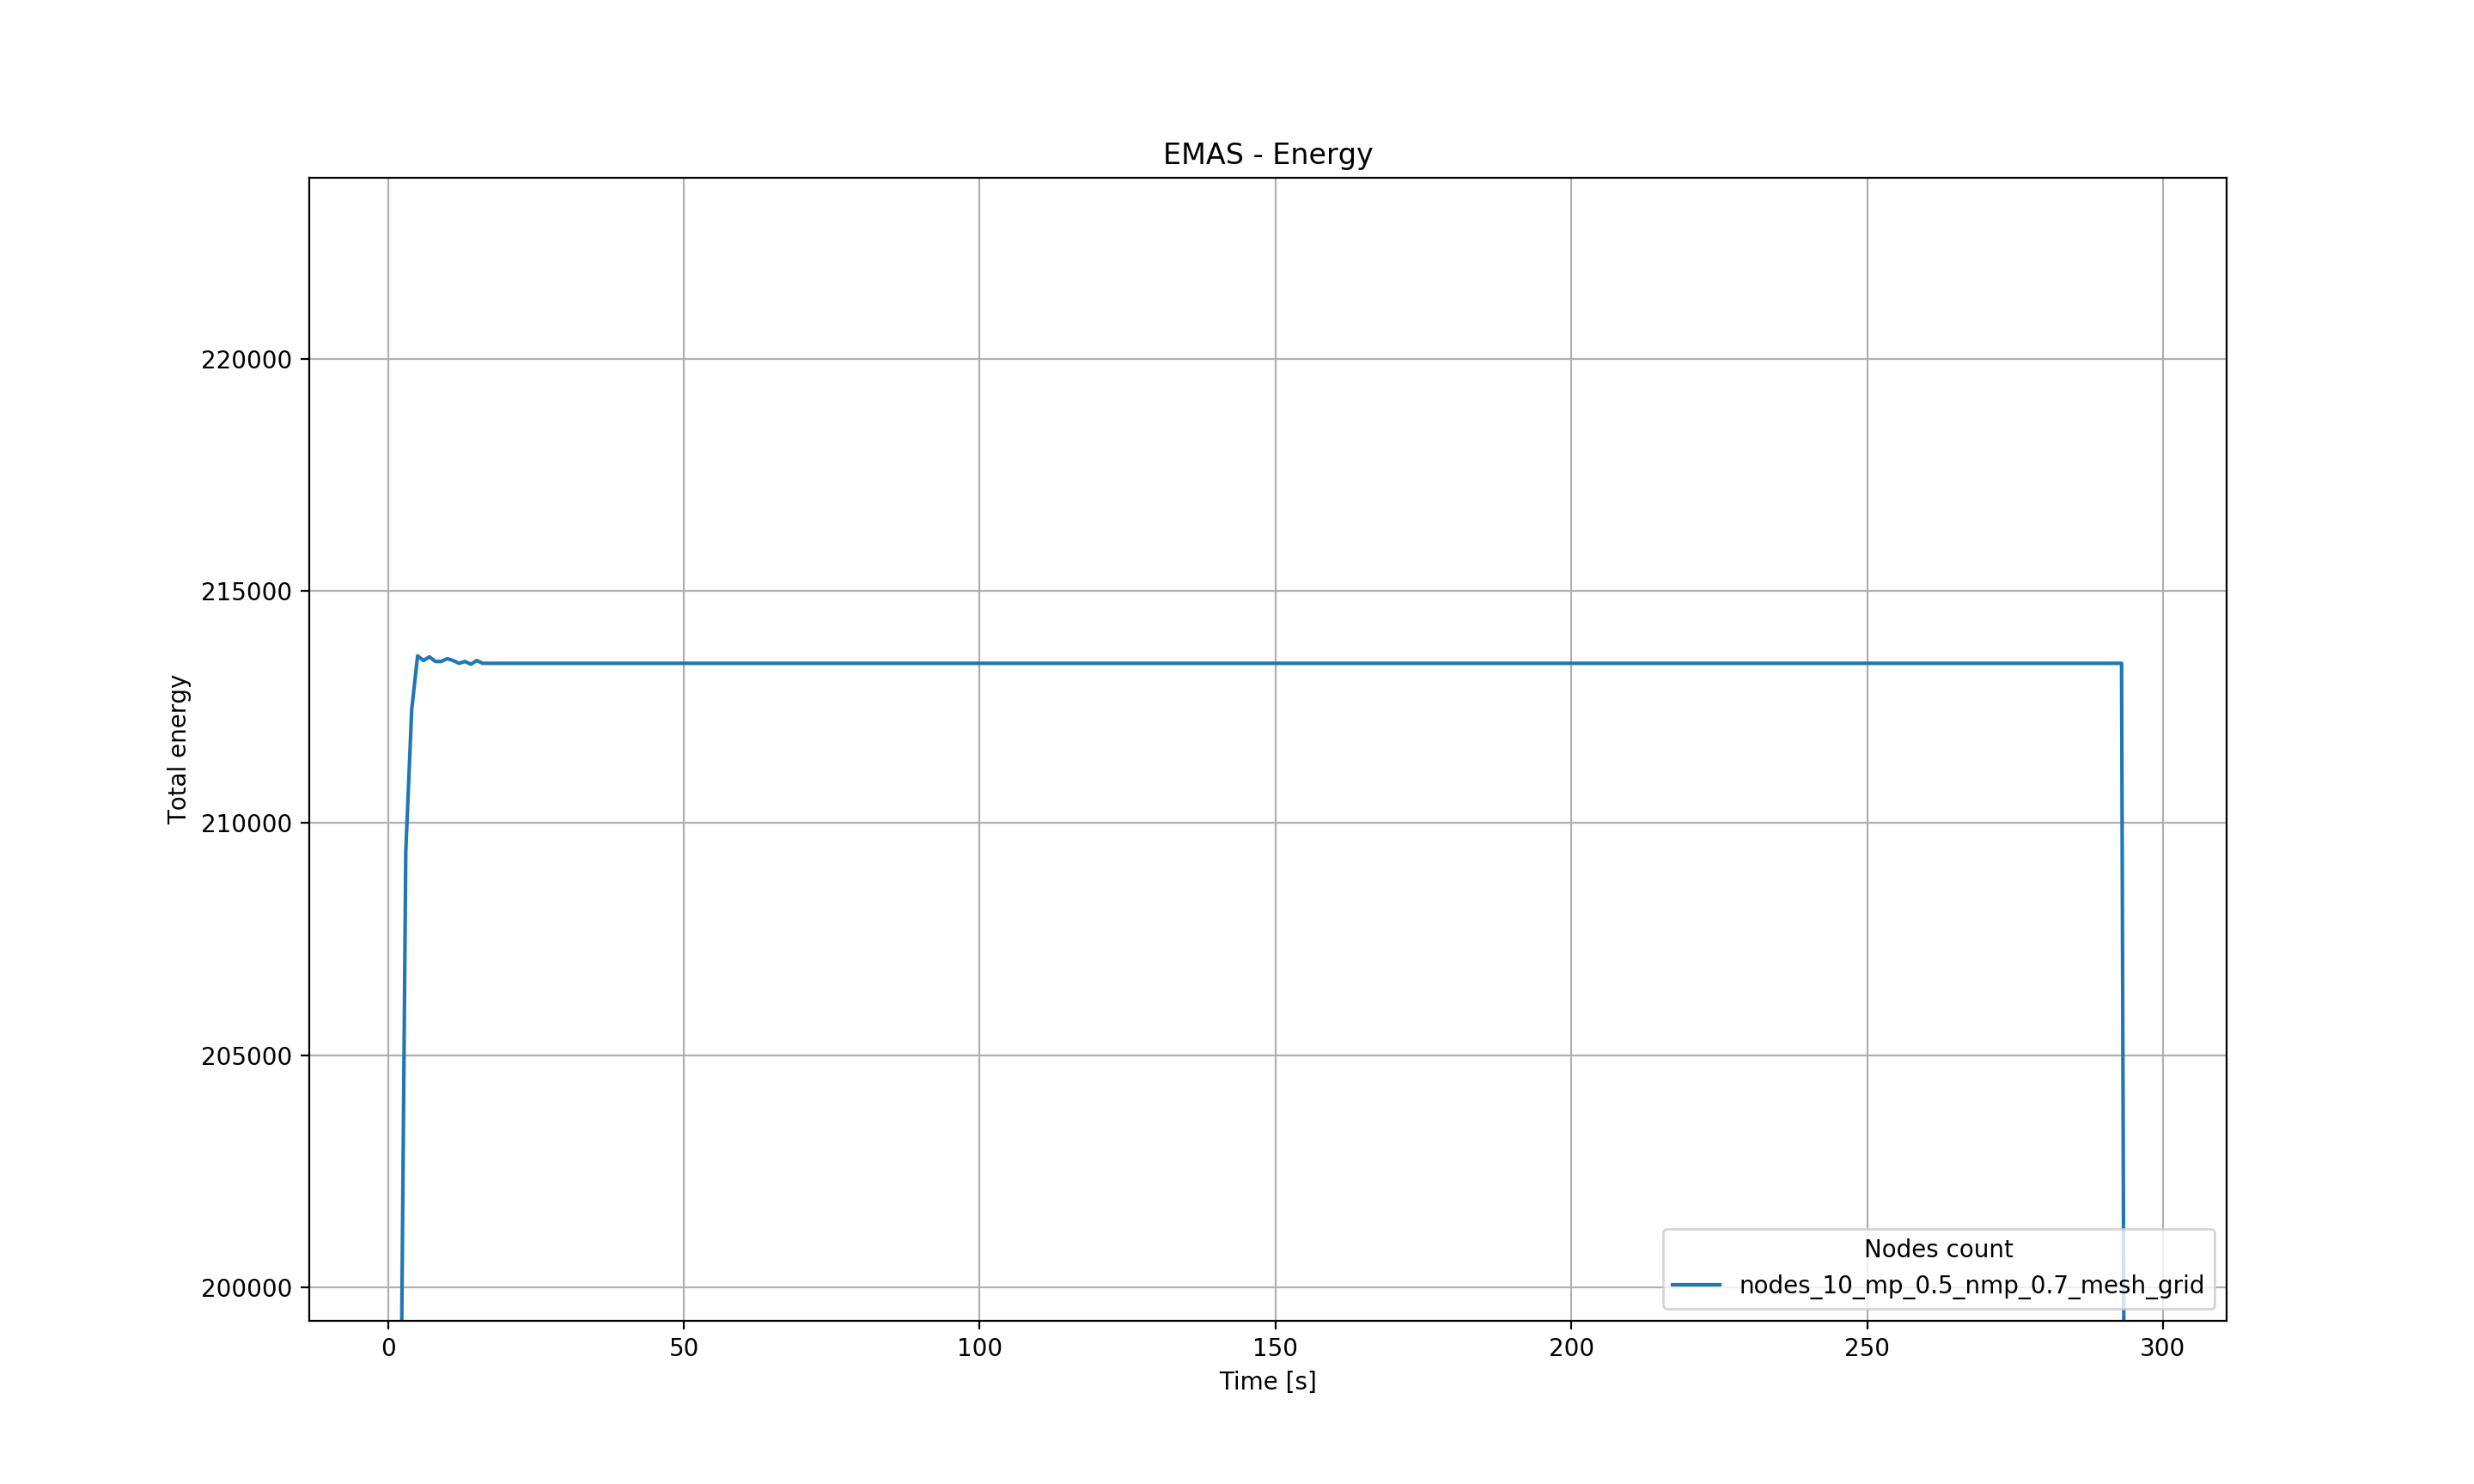 EMAS - Energy
Total energy
220000
215000
210000
205000
200000
0 50 100 150 200 250 300
Time [s]
Nodes count
nodes_10_mp_0.5_nmp_0.7_mesh_grid